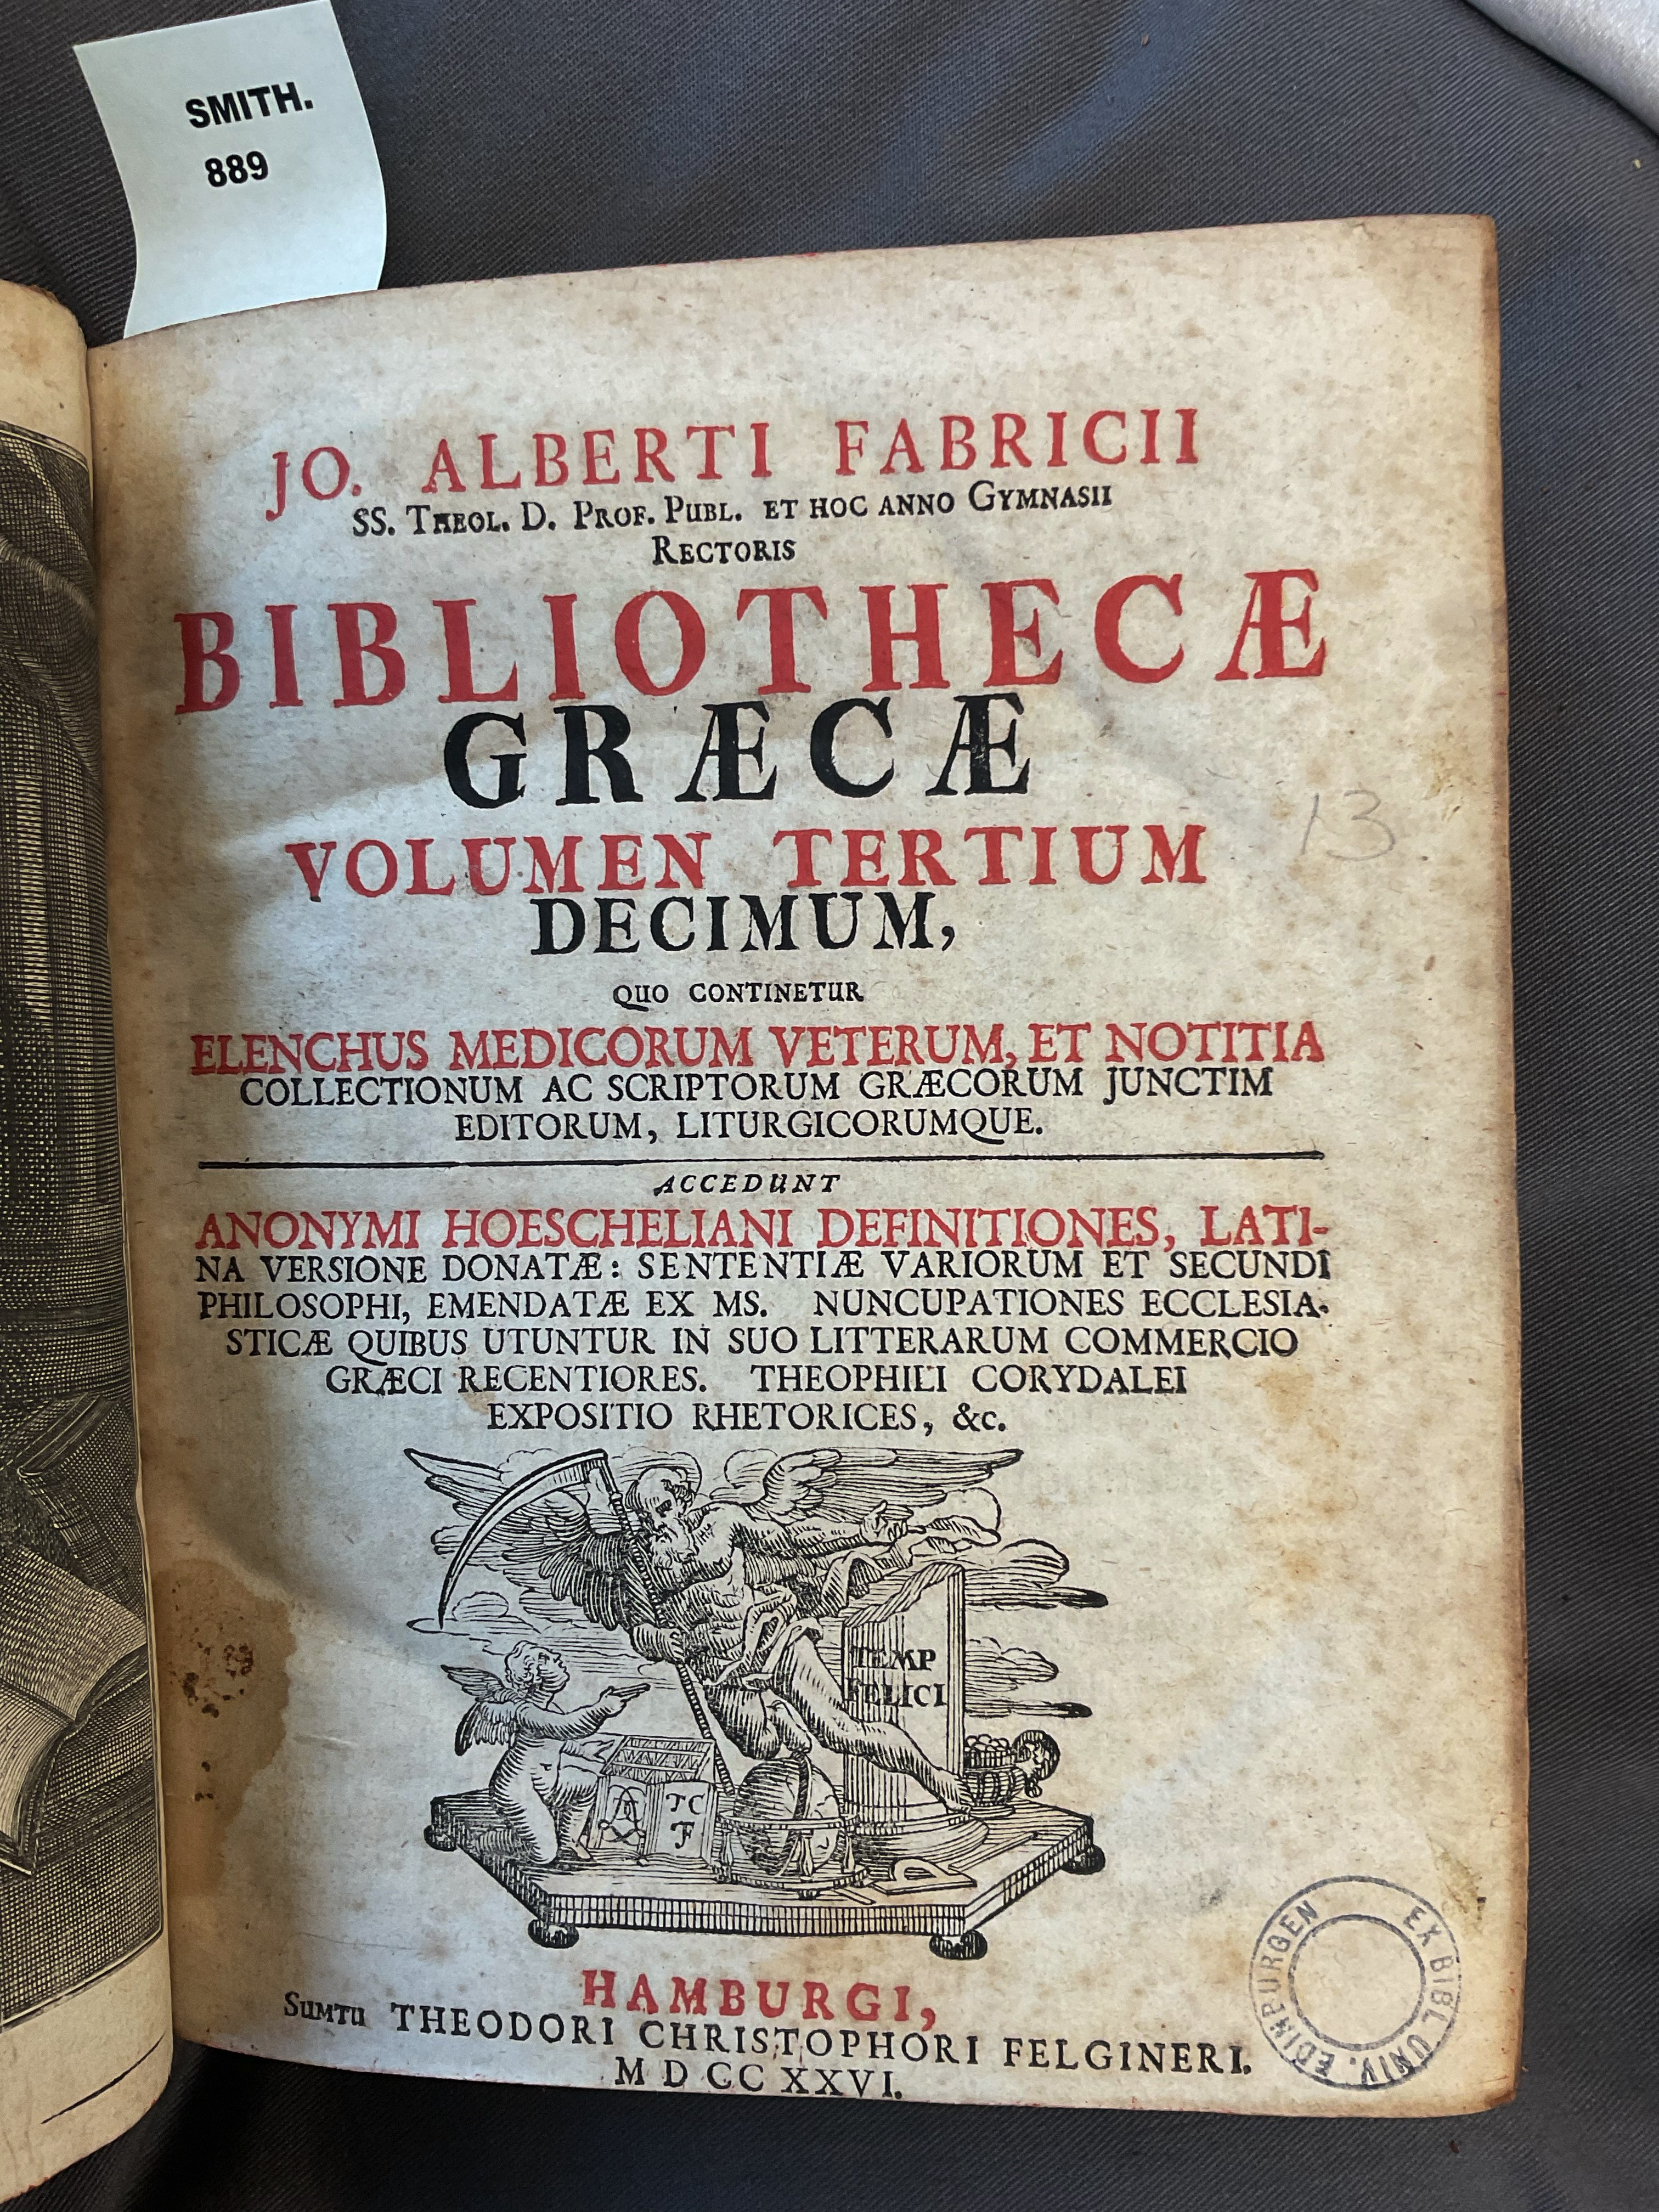 SMITH.
889
JO. ALBERTI FABRICII
SS. THEOL. D. PROF. PUBL. ET HOC ANNO GYMNASII
RECTORIS
BIBLIOTHECÆ
GRÆCÆ
13
VOLUMEN TERTIUM
DECIMUM,
QUO CONTINETUR
ELENCHUS MEDICORUM VETERUM, ET NOTITIA
COLLECTIONUM AC SCRIPTORUM GRÆCORUM JUNCTIM
EDITORUM, LITURGICORUMQUE.
ACCEDUNT
ANONYMI HOESCHELIANI DEFINITIONES, LATI-
NA VERSIONE DONATÆ: SENTENTIÆ VARIORUM ET SECUNDI
PHILOSOPHI, EMENDATÆ EX MS. NUNCUPATIONES ECCLESIA-
STICÆ QUIBUS UTUNTUR IN SUO LITTERARUM COMMERCIO
GRÆCI RECENTIORES. THEOPHILI CORYDALEI
EXPOSITIO RHETORICES, &c.
TEMP
FELICI
TC
F
HAMBURGI,
SUMTU THEODORI CHRISTOPHORI FELGINERI.
M D CC XXVI.
EX BIBL. UNIV. EDINPURGEN